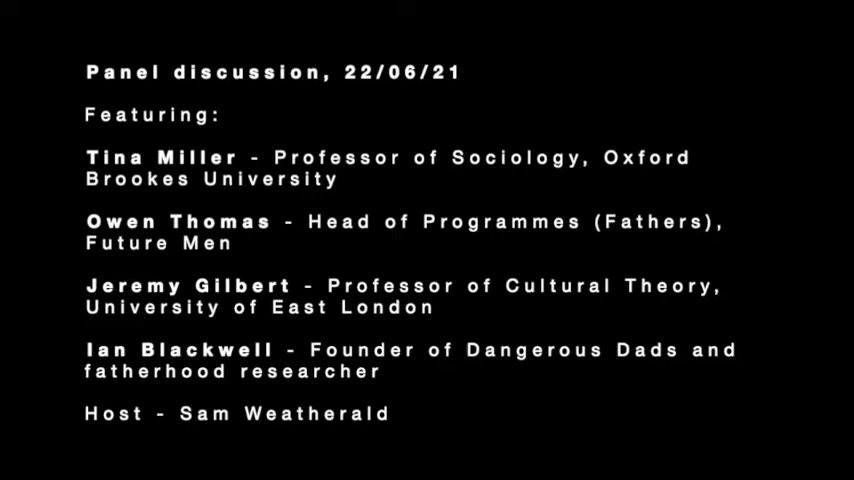 Panel discussion, 22/06/21
Featuring:
Tina Miller - Professor of Sociology, Oxford
Brookes University
Owen Thomas - Head of Programmes (Fathers),
Future Men
Jeremy Gilbert - Professor of Cultural Theory,
University of East London
Ian Blackwell - Founder of Dangerous Dads and
fatherhood researcher
Host - Sam Weatherald